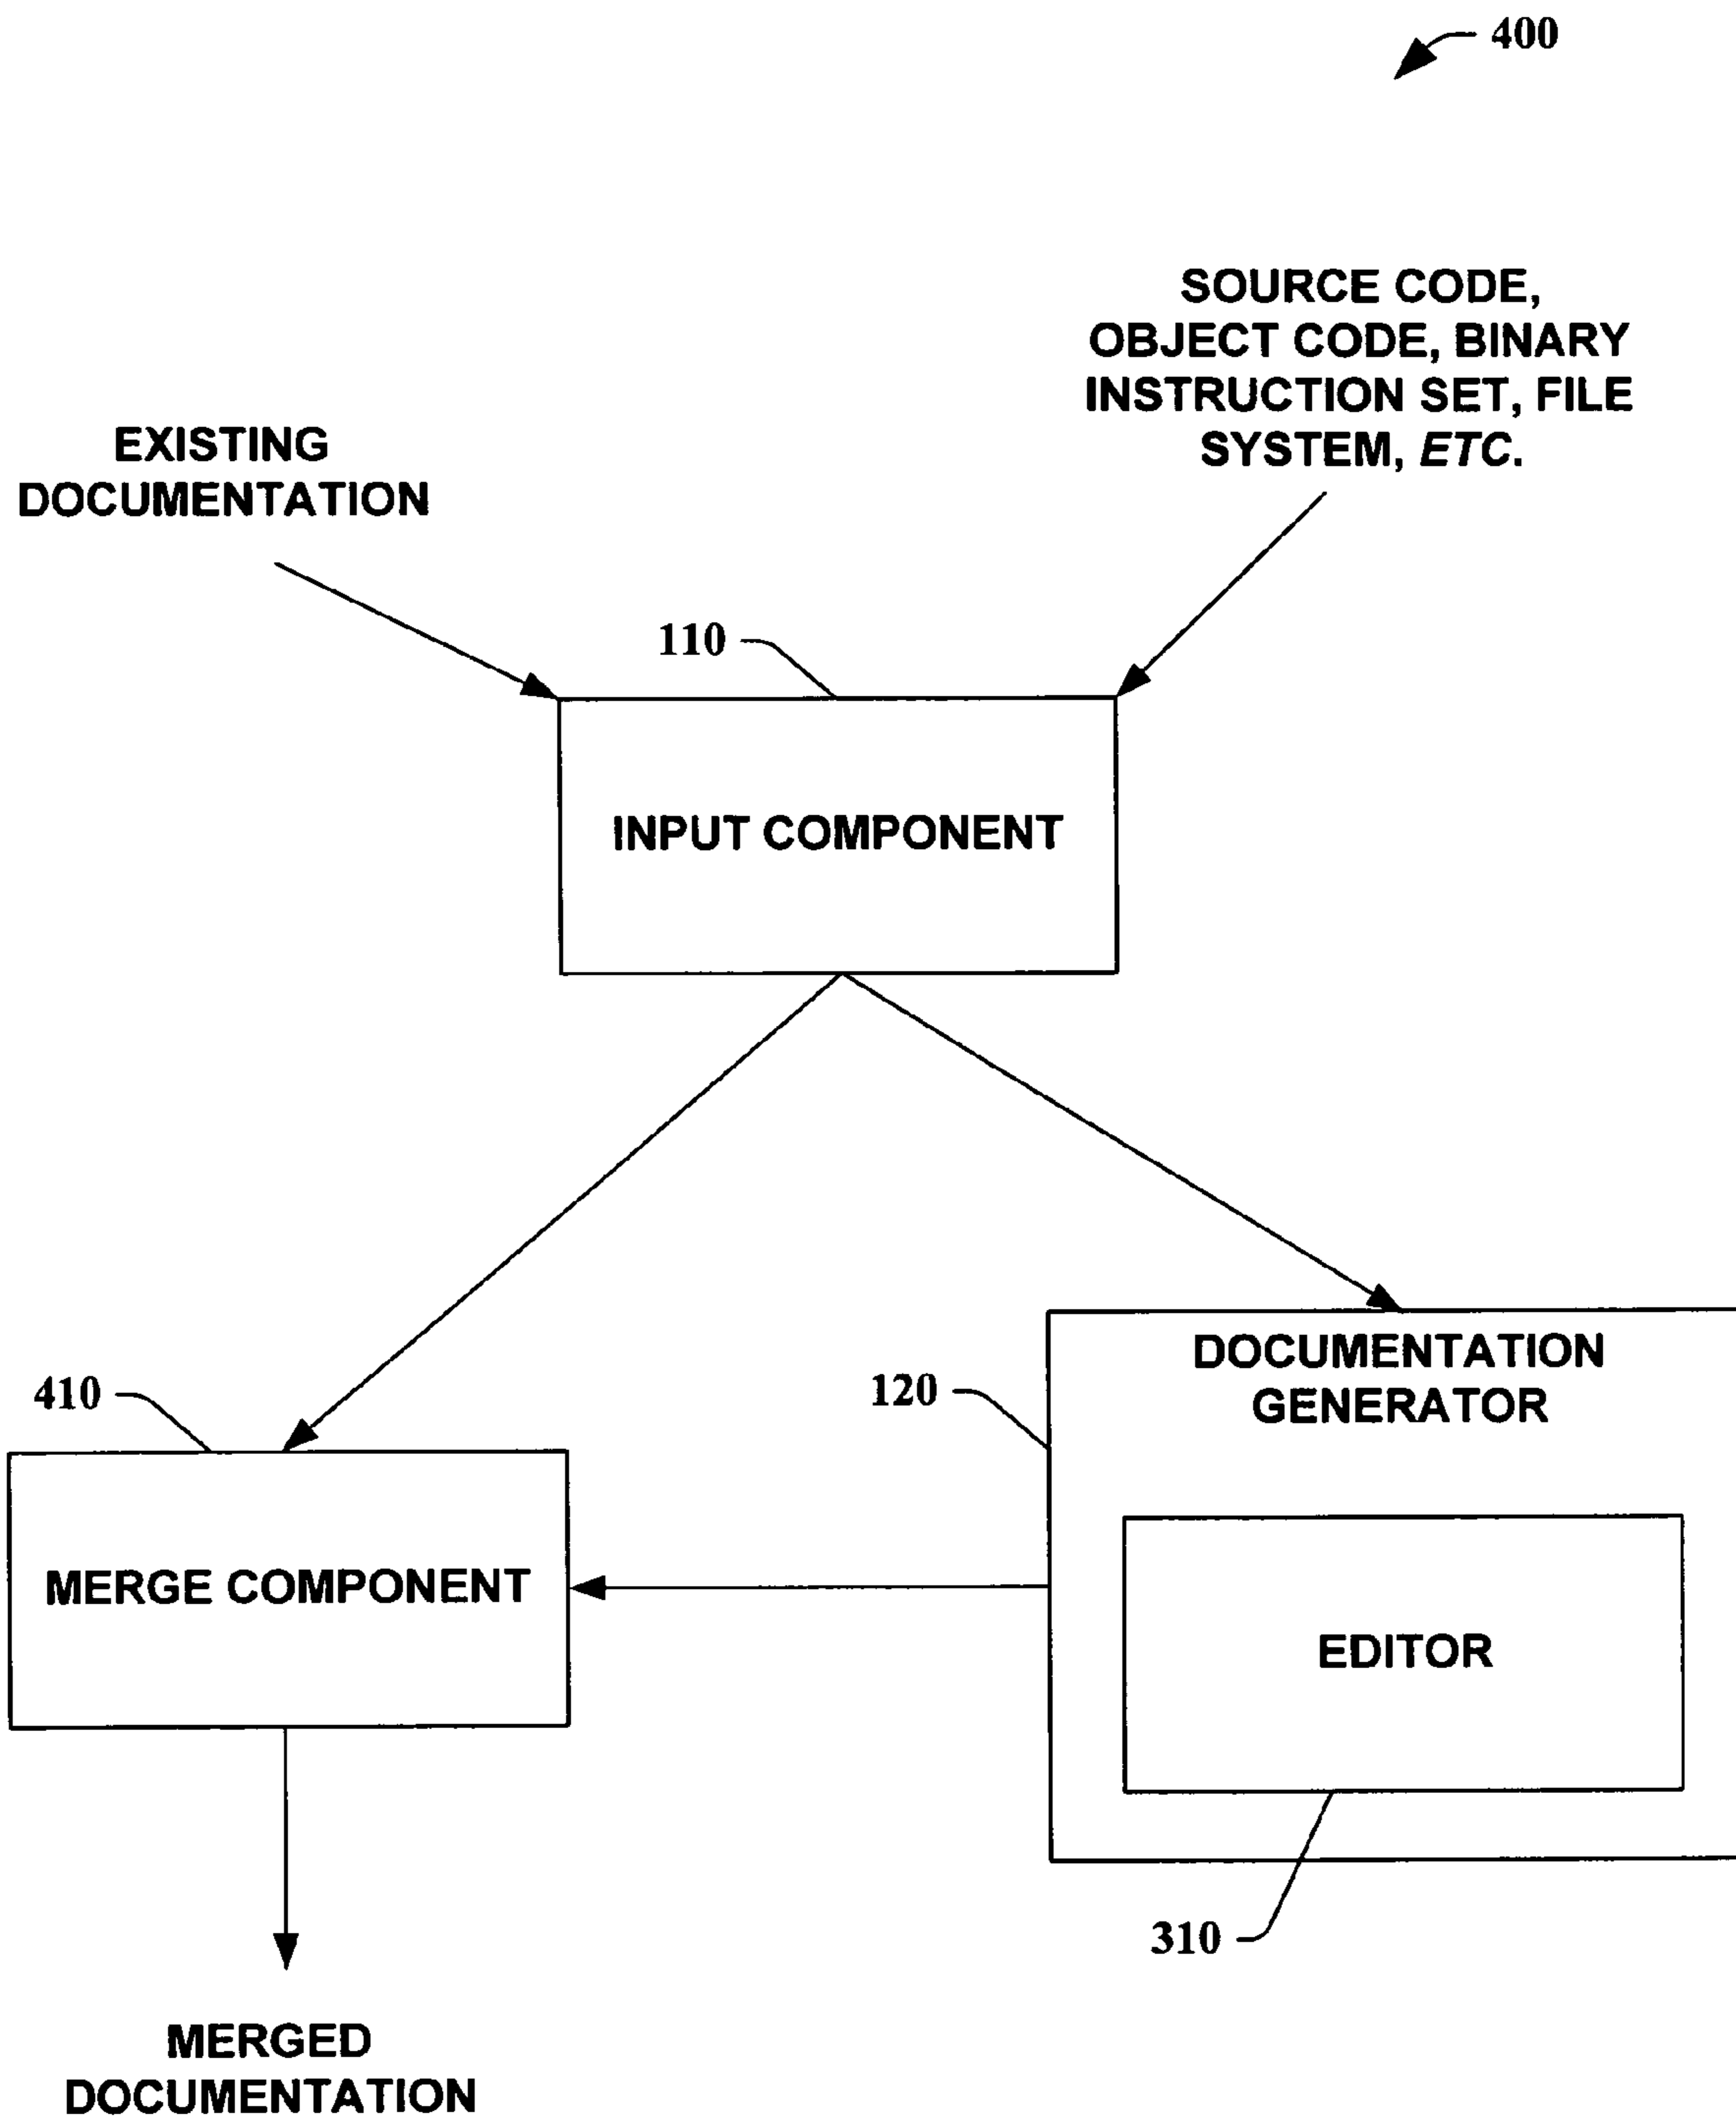 400
SOURCE CODE,
OBJECT CODE, BINARY
INSTRUCTION SET, FILE
SYSTEM, ETC.
EXISTING
DOCUMENTATION
110
INPUT COMPONENT
410
120
DOCUMENTATION
GENERATOR
MERGE COMPONENT
EDITOR
310
MERGED
DOCUMENTATION